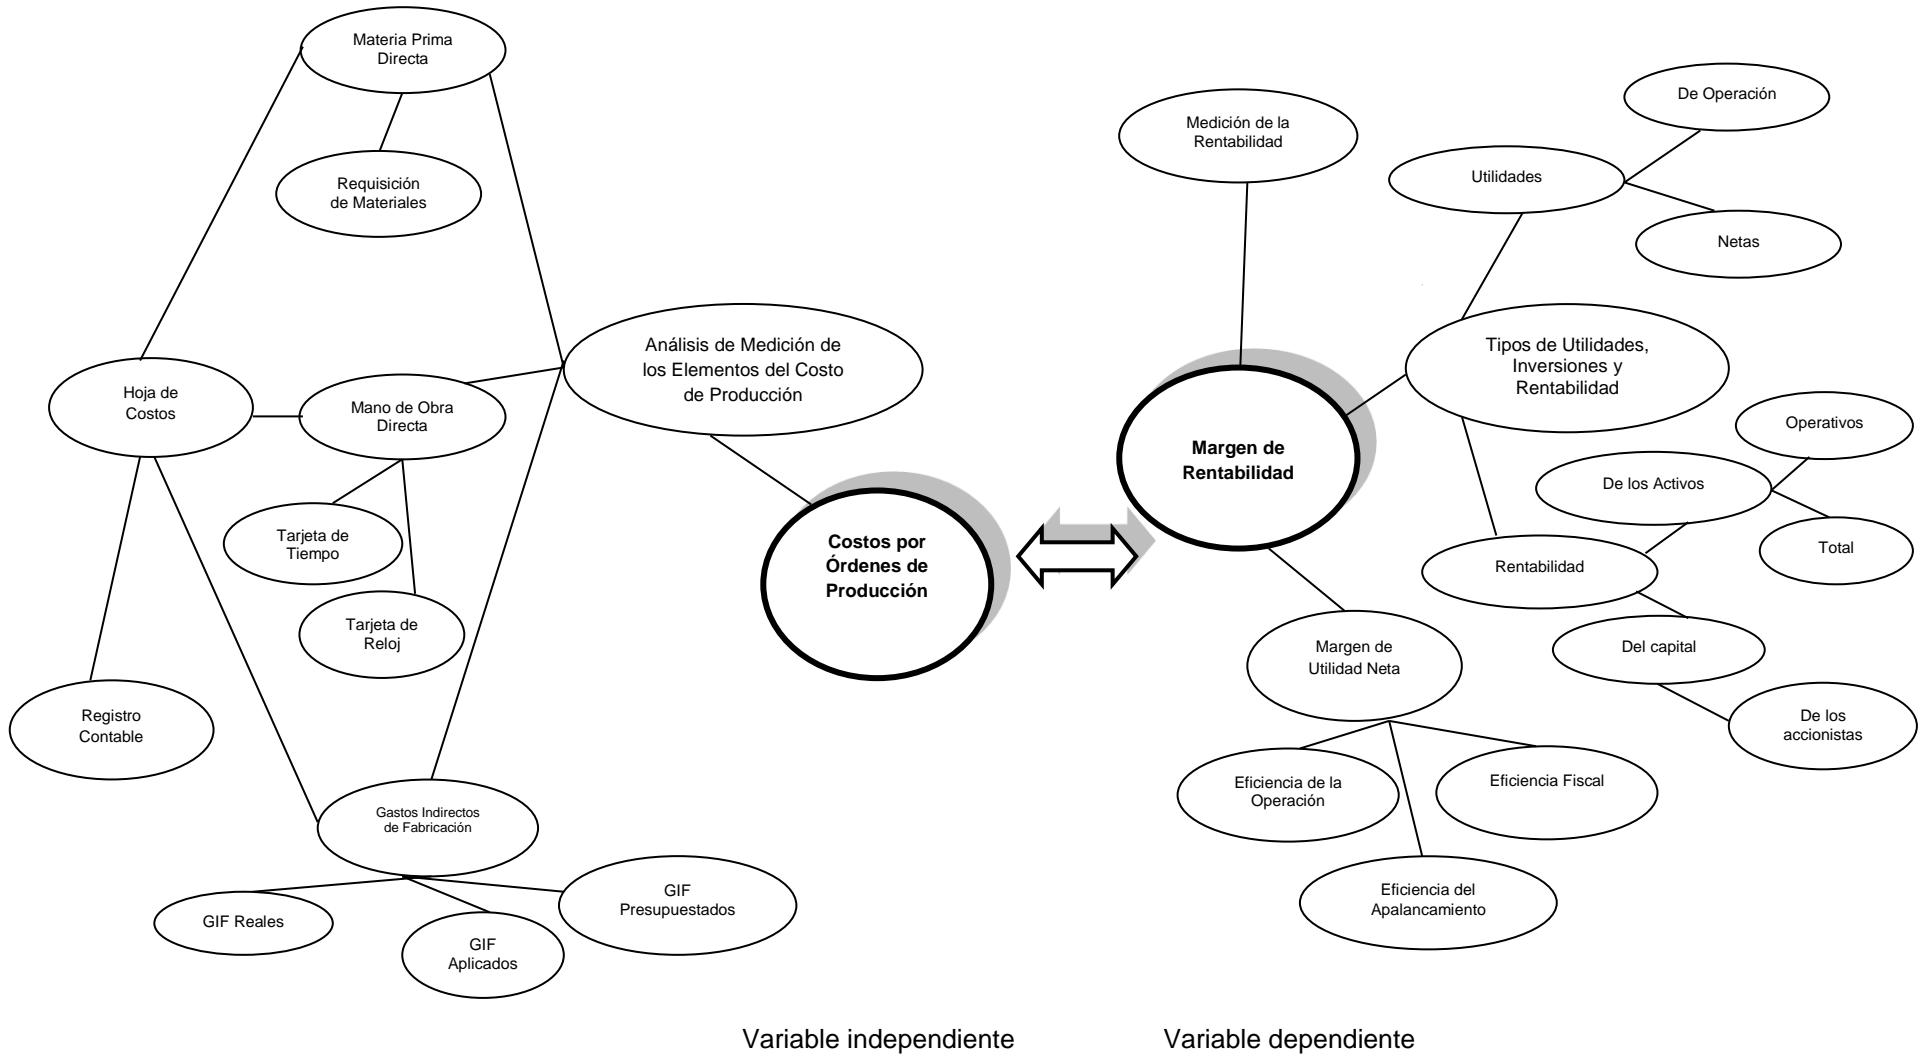 Materia Prima
Directa
Requisición
de Materiales
Hoja de
Costos
Mano de Obra
Directa
Análisis de Medición de
los Elementos del Costo
de Producción
Tarjeta de
Tiempo
Tarjeta de
Reloj
Registro
Contable
Gastos Indirectos
de Fabricación
GIF Reales
GIF
Aplicados
GIF
Presupuestados
Costos por
Órdenes de
Producción
Medición de la
Rentabilidad
De Operación
Utilidades
Netas
Tipos de Utilidades,
Inversiones y
Rentabilidad
Margen de
Rentabilidad
Operativos
De los Activos
Total
Rentabilidad
Del capital
De los
accionistas
Margen de
Utilidad Neta
Eficiencia de la
Operación
Eficiencia Fiscal
Eficiencia del
Apalancamiento
Variable independiente
Variable dependiente